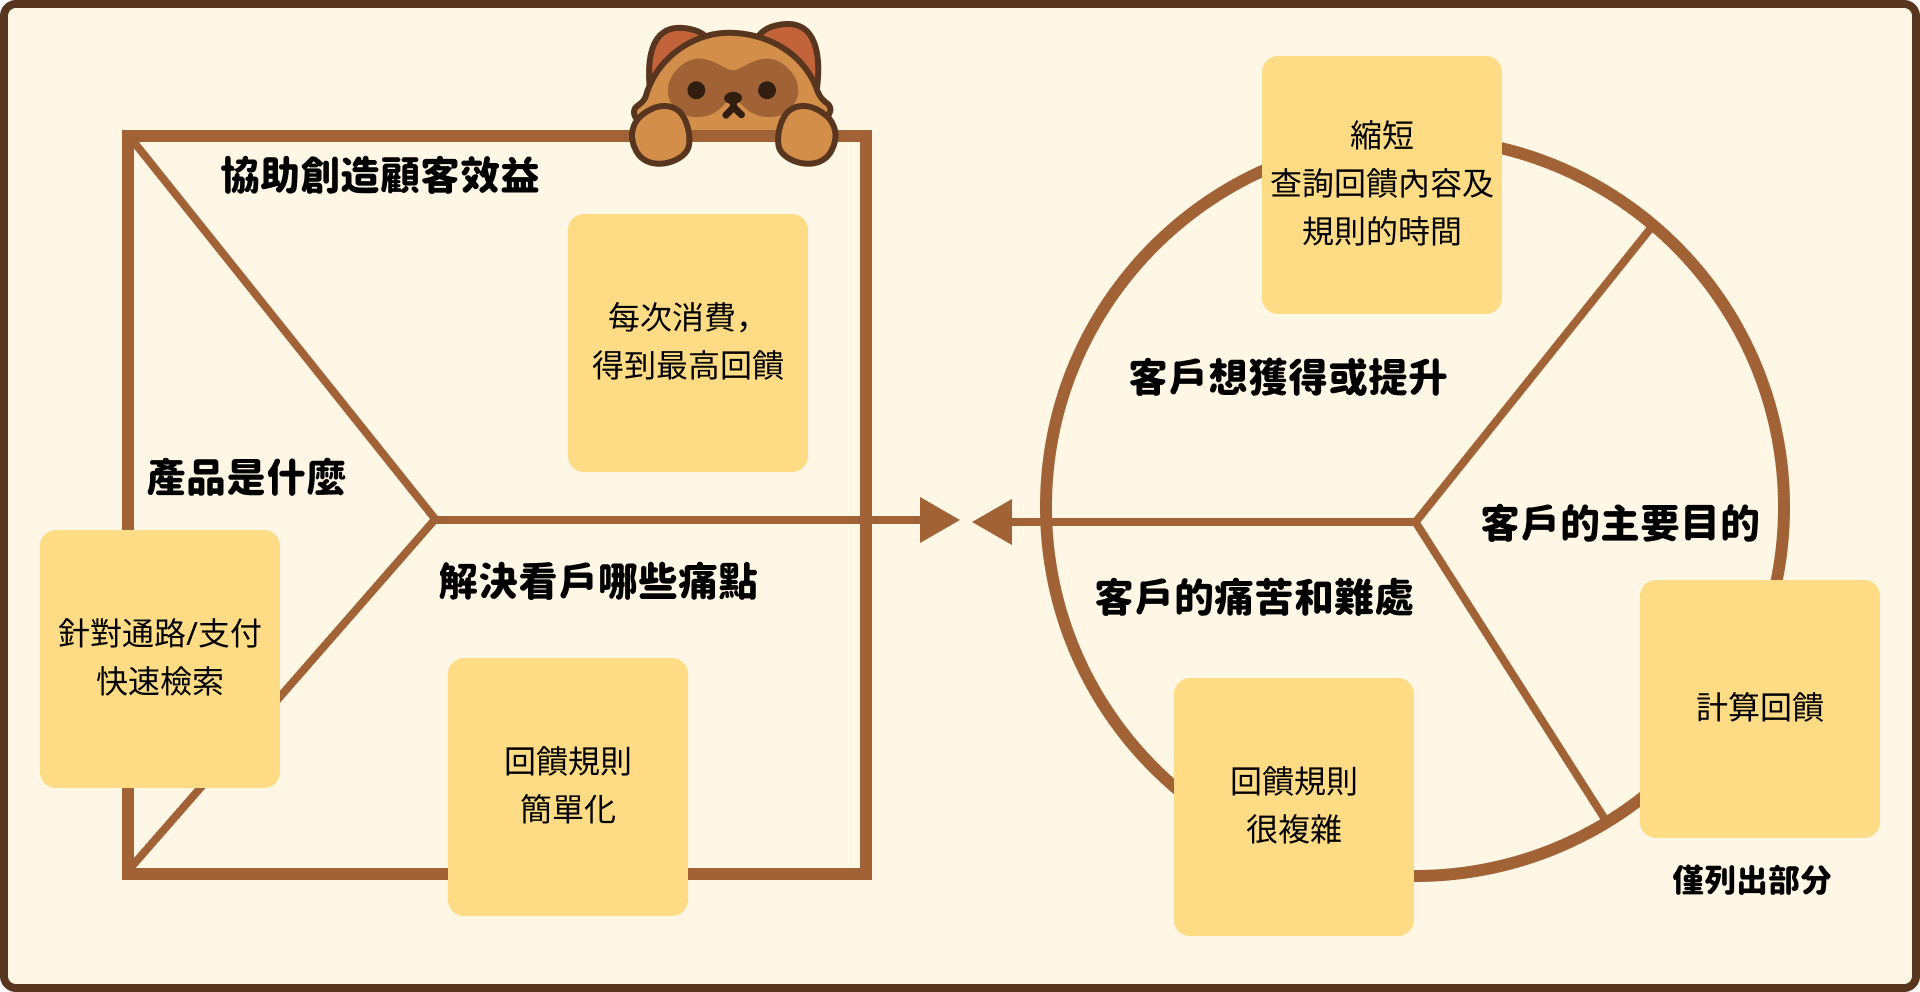 協助創造顧客效益
每次消費，
得到最高回饋
產品是什麼
針對通路/支付
快速檢索
解決看戶哪些痛點
回饋規則
簡單化
縮短
查詢回饋內容及
規則的時間
客戶想獲得或提升
客戶的主要目的
計算回饋
客戶的痛苦和難處
回饋規則
很複雜
僅列出部分